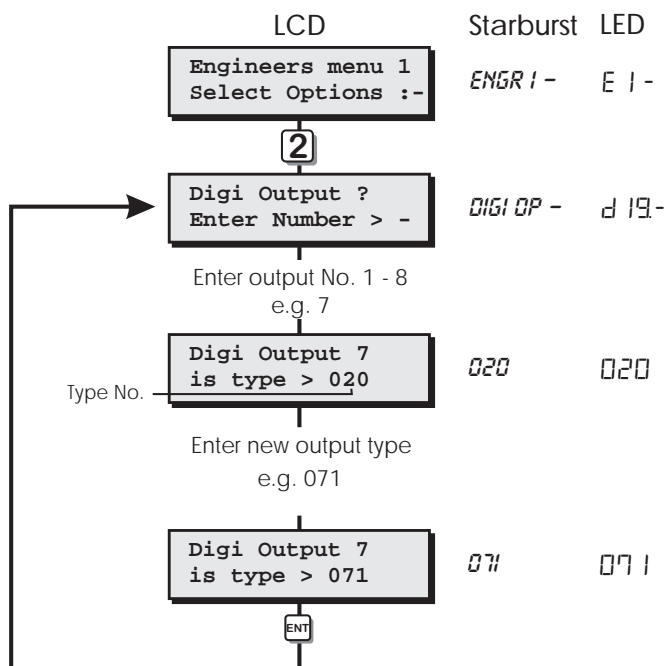 LCD Starburst LED
Engineers menu 1
Select Options :-
ENGR1- E 1-
2
Digi Output ?
Enter Number > -
DIGI OP- d 19.-
Enter output No. 1 - 8
e.g. 7
Digi Output 7
is type > 020
020 020
Type No.
Enter new output type
e.g. 071
Digi Output 7
is type > 071
071 071
ENT